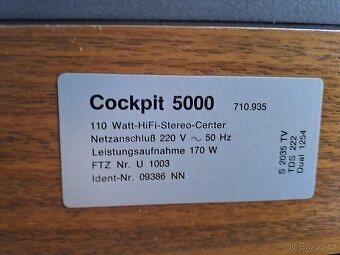 Cockpit 5000 710.935
110 Watt-HiFi-Stereo-Center
Netzanschluß 220 V ~ 50 Hz
Leistungsaufnahme 170 W
FTZ Nr. U 1003
Ident-Nr. 09386 NN
S 2035 TV
TDS 222
Dual 1254